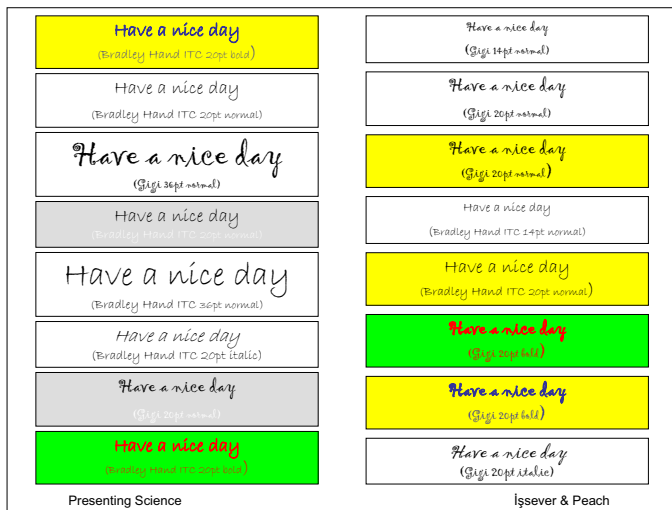 Have a nice day
(Bradley Hand ITC 20pt bold)
Have a nice day
(Bradley Hand ITC 20pt normal)
Have a nice day
(Gigi 36pt normal)
Have a nice day
(Bradley Hand ITC 20pt normal)
Have a nice day
(Bradley Hand ITC 36pt normal)
Have a nice day
(Bradley Hand ITC 20pt italic)
Have a nice day
(Gigi 20pt normal)
Have a nice day
(Bradley Hand ITC 20pt bold)
Have a nice day
(Gigi 14pt normal)
Have a nice day
(Gigi 20pt normal)
Have a nice day
(Gigi 20pt normal)
Have a nice day
(Bradley Hand ITC 14pt normal)
Have a nice day
(Bradley Hand ITC 20pt normal)
Have a nice day
(Gigi 20pt bold)
Have a nice day
(Gigi 20pt bold)
Have a nice day
(Gigi 20pt italic)
Presenting Science
İşsever & Peach